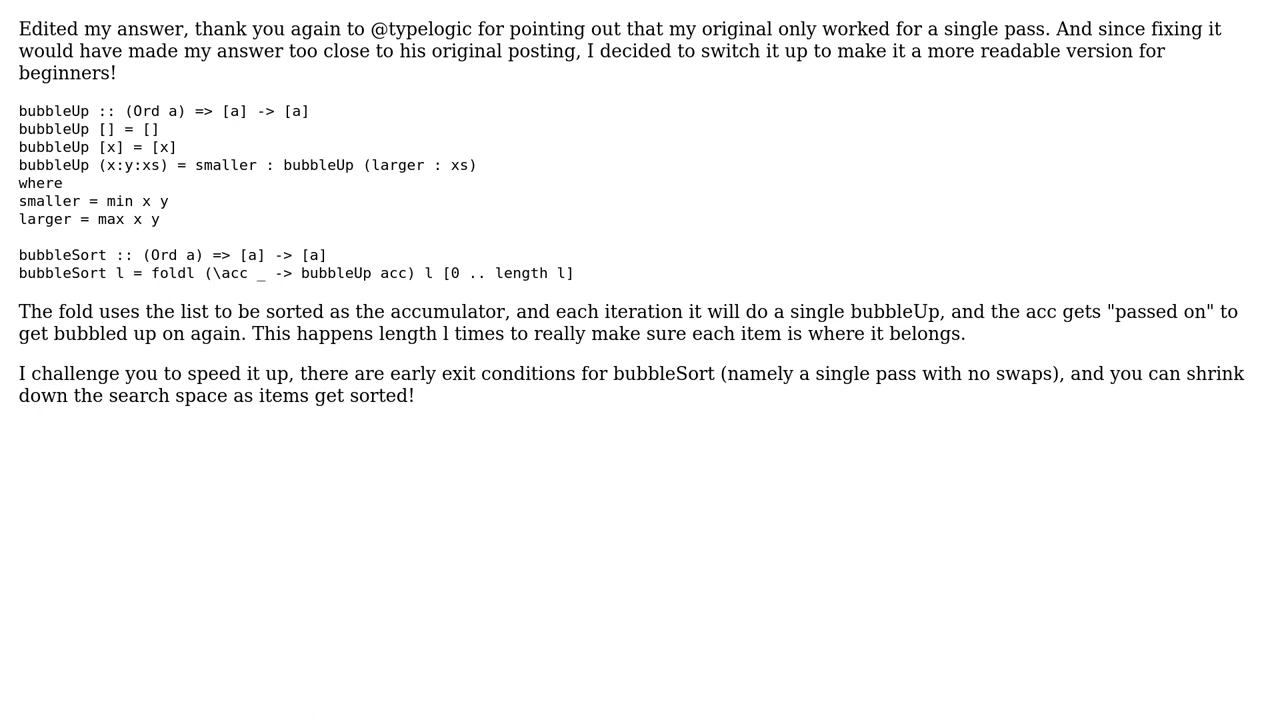 Edited my answer, thank you again to @typelogic for pointing out that my original only worked for a single pass. And since fixing it
would have made my answer too close to his original posting, I decided to switch it up to make it a more readable version for
beginners!
bubbleUp :: (Ord a) => [a] -> [a]
bubbleUp [] = []
bubbleUp [x] = [x]
bubbleUp (x:y:xs) = smaller : bubbleUp (larger : xs)
where
smaller = min x y
larger = max x y
bubbleSort :: (Ord a) => [a] -> [a]
bubbleSort l = foldl (\acc _ -> bubbleUp acc) l [0 .. length l]
The fold uses the list to be sorted as the accumulator, and each iteration it will do a single bubbleUp, and the acc gets "passed on" to
get bubbled up on again. This happens length l times to really make sure each item is where it belongs.
I challenge you to speed it up, there are early exit conditions for bubbleSort (namely a single pass with no swaps), and you can shrink
down the search space as items get sorted!